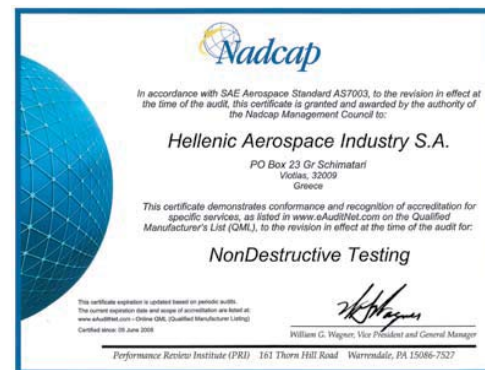 Nadcap
In accordance with SAE Aerospace Standard AS7003, to the revision in effect at
the time of the audit, this certificate is granted and awarded by the authority of
the Nadcap Management Council to:
Hellenic Aerospace Industry S.A.
PO Box 23 Gr Schimatari
Viotias, 32009
Greece
This certificate demonstrates conformance and recognition of accreditation for
specific services, as listed in www.eAuditNet.com on the Qualified
Manufacturer's List (QML), to the revision in effect at the time of the audit for:
NonDestructive Testing
This certificate expiration is updated based on periodic audits.
The current expiration date and scope of accreditation are listed at:
www.eAuditNet.com - Online QML (Qualified Manufacturer Listing)
Certified since: 09 June 2008
William G. Wagner, Vice President and General Manager
Performance Review Institute (PRI) 161 Thorn Hill Road Warrendale, PA 15086-7527